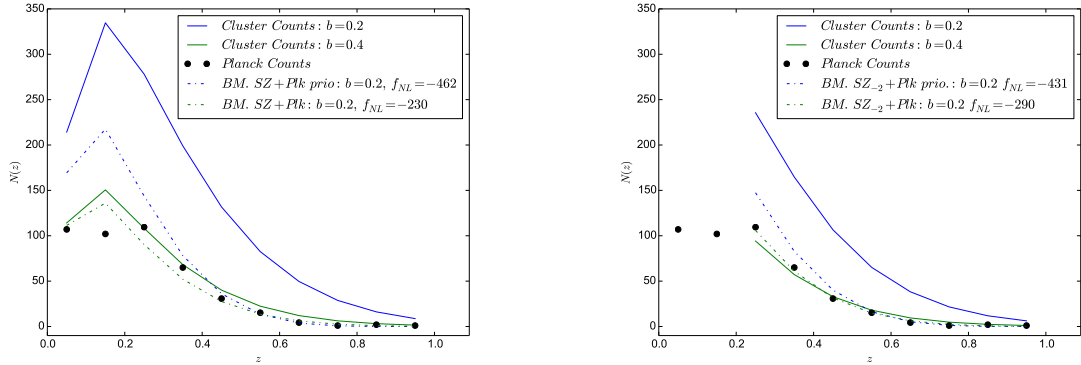 350
300
250
200
150
100
50
0
N(z)
Cluster Counts: b=0.2
Cluster Counts: b=0.4
Planck Counts
BM. SZ+Plk prio: b=0.2, f_NL=−462
BM. SZ+Plk: b=0.2, f_NL=−230
0.0 0.2 0.4 0.6 0.8 1.0
z
350
300
250
200
150
100
50
0
N(z)
Cluster Counts: b=0.2
Cluster Counts: b=0.4
Planck Counts
BM. SZ_−2+Plk prio.: b=0.2 f_NL=−431
BM. SZ_−2+Plk: b=0.2 f_NL=−290
0.0 0.2 0.4 0.6 0.8 1.0
z